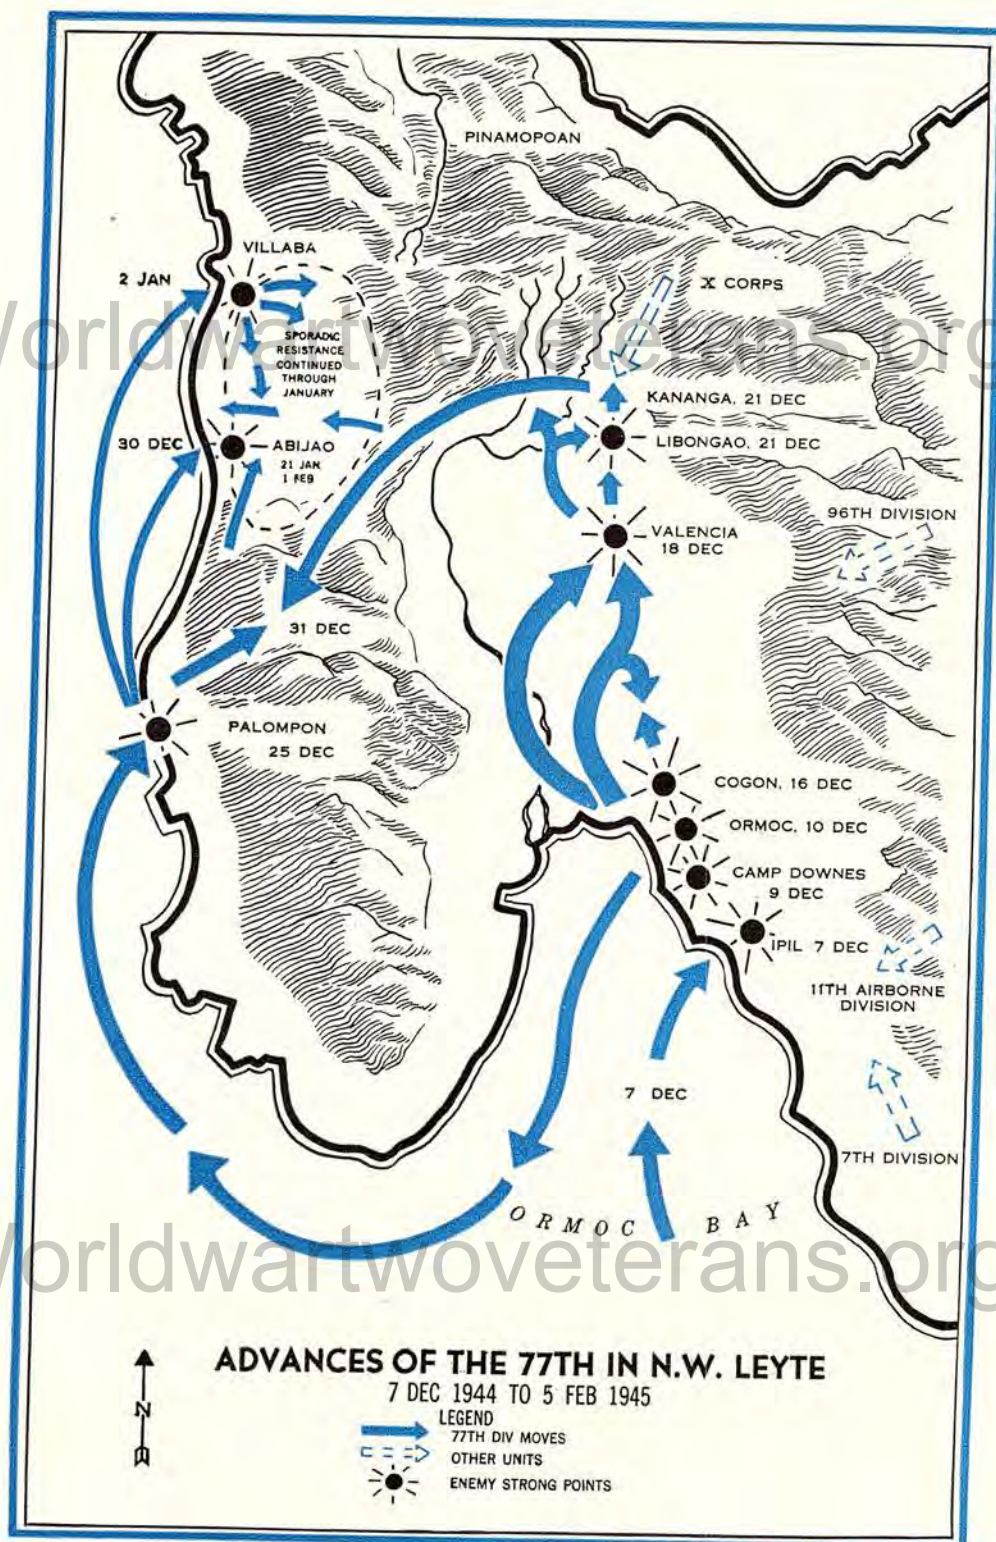 PINAMOPOAN
VILLABA
2 JAN
X CORPS
Worldwartwoveterans.org
SPORADIC
RESISTANCE
CONTINUED
THROUGH
JANUARY
KANANGA, 21 DEC
30 DEC
ABIJAO
21 JAN
1 FEB
LIBONGAO, 21 DEC
96TH DIVISION
VALENCIA
18 DEC
31 DEC
PALOMPON
25 DEC
COGON, 16 DEC
ORMOC, 10 DEC
CAMP DOWNES
9 DEC
IPIL 7 DEC
11TH AIRBORNE
DIVISION
7 DEC
7TH DIVISION
ORMOC BAY
Worldwartwoveterans.org
ADVANCES OF THE 77TH IN N.W. LEYTE
7 DEC 1944 TO 5 FEB 1945
N
LEGEND
77TH DIV MOVES
OTHER UNITS
ENEMY STRONG POINTS